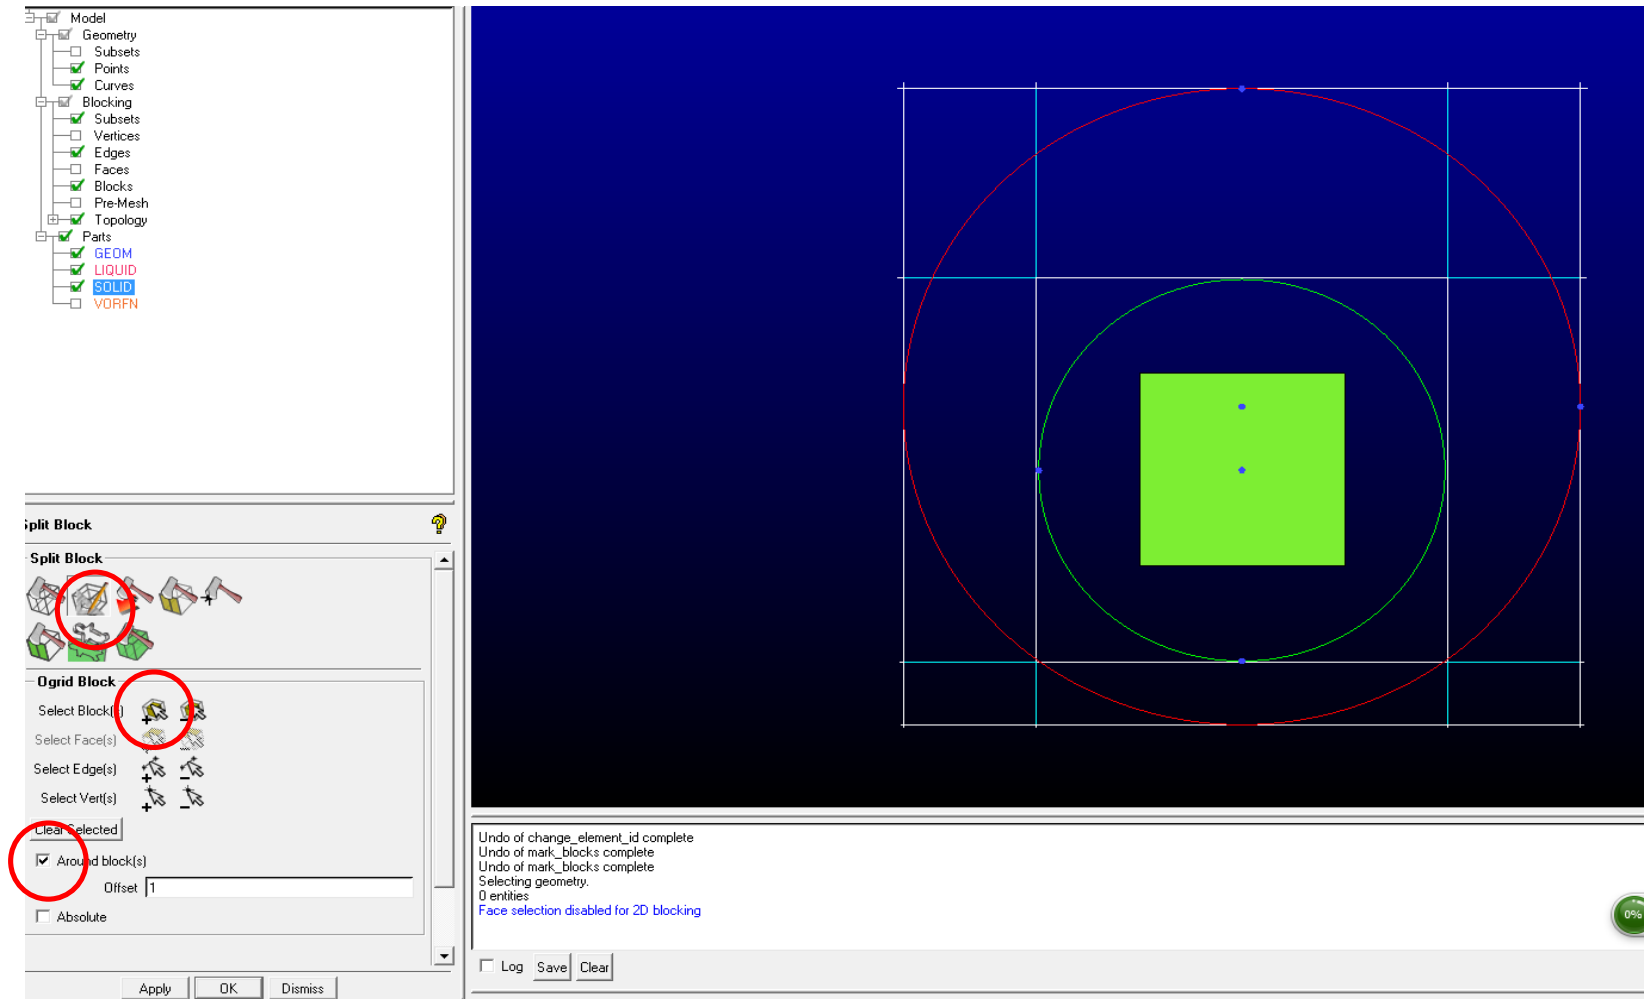 Model
Geometry
Subsets
Points
Curves
Blocking
Subsets
Vertices
Edges
Faces
Blocks
Pre-Mesh
Topology
Parts
GEOM
LIQUID
SOLID
VORFN
Split Block
Split Block
Ogrid Block
Select Block(s)
Select Face(s)
Select Edge(s)
Select Vert(s)
Clear Selected
Around block(s)
Offset 1
Absolute
Apply OK Dismiss
Undo of change_element_id complete
Undo of mark_blocks complete
Undo of mark_blocks complete
Selecting geometry.
0 entities
Face selection disabled for 2D blocking
0%
Log Save Clear